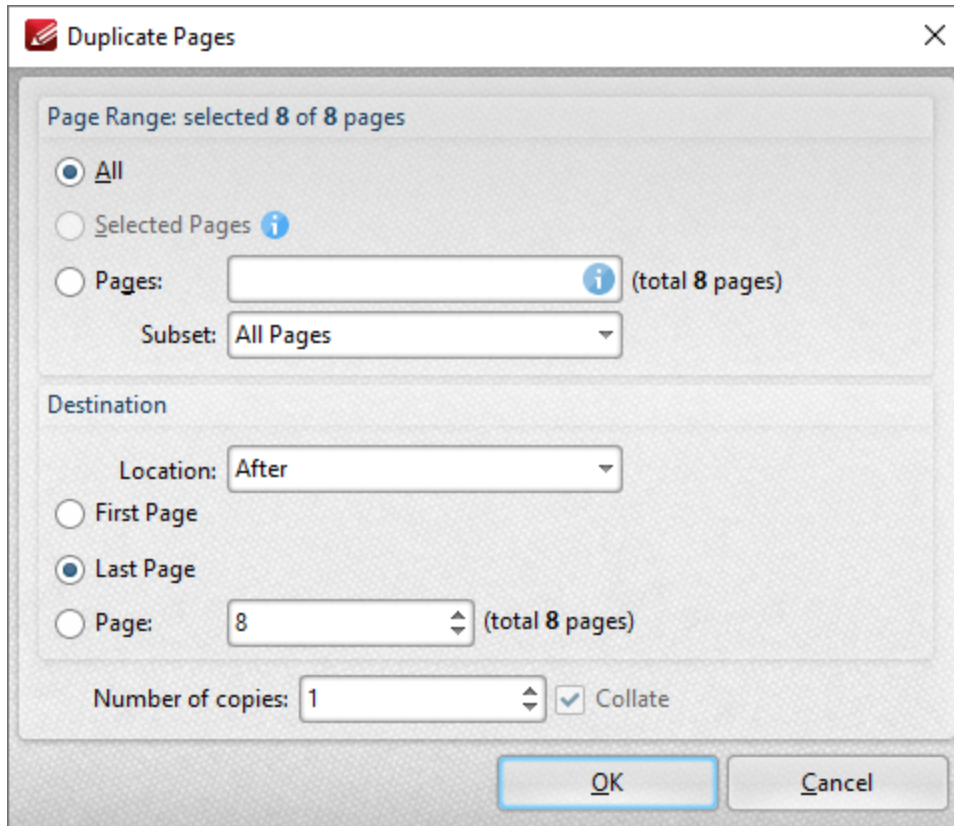 Duplicate Pages
Page Range: selected 8 of 8 pages
All
Selected Pages
Pages: (total 8 pages)
Subset: All Pages
Destination
Location: After
First Page
Last Page
Page: 8 (total 8 pages)
Number of copies: 1 Collate
OK Cancel